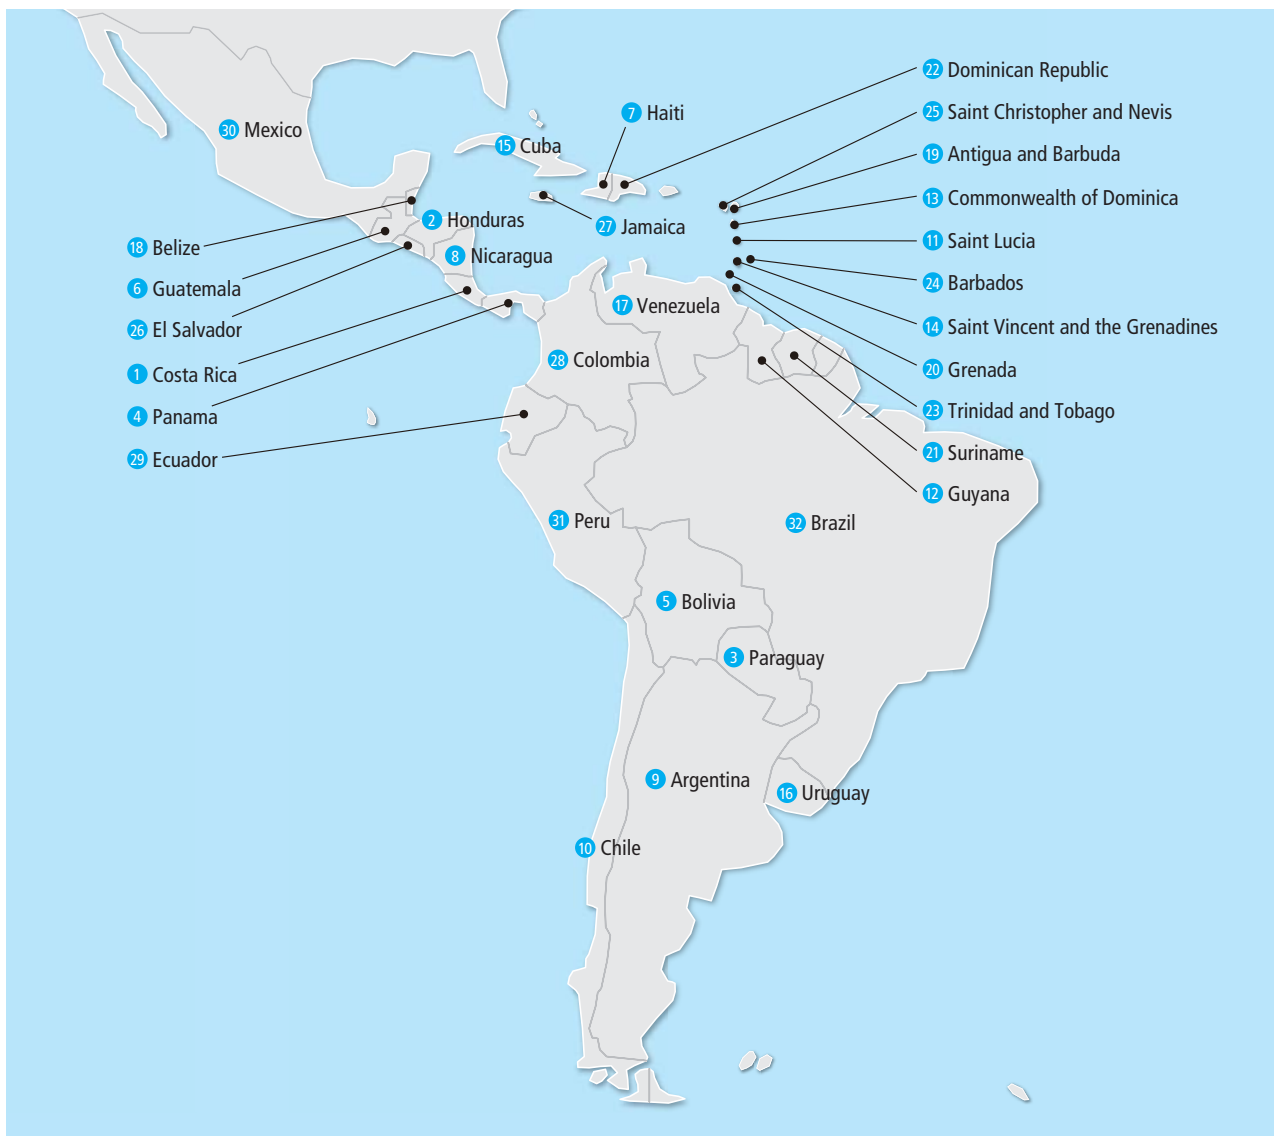 22 Dominican Republic
7 Haiti
25 Saint Christopher and Nevis
30 Mexico
15 Cuba
19 Antigua and Barbuda
13 Commonwealth of Dominica
2 Honduras
27 Jamaica
11 Saint Lucia
18 Belize
8 Nicaragua
24 Barbados
6 Guatemala
17 Venezuela
14 Saint Vincent and the Grenadines
26 El Salvador
28 Colombia
20 Grenada
1 Costa Rica
23 Trinidad and Tobago
4 Panama
21 Suriname
29 Ecuador
12 Guyana
31 Peru
32 Brazil
5 Bolivia
3 Paraguay
9 Argentina
16 Uruguay
10 Chile